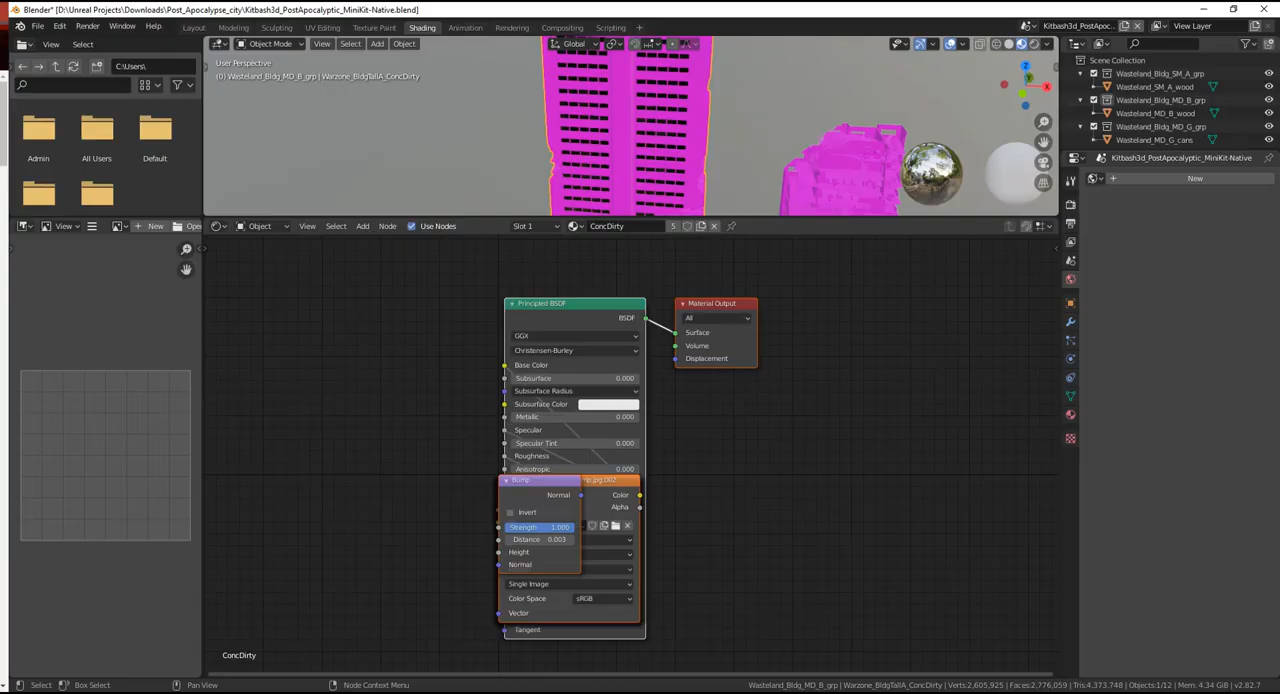 Blender* [D:\Unreal Projects\Downloads\Post_Apocalypse_city\Kitbash3d_PostApocalyptic_MiniKit-Native.blend]
File Edit Render Window Help Layout Modeling Sculpting UV Editing Texture Paint Shading Animation Rendering Compositing Scripting Kitbash3d_PostApoc... View Layer
View Select Object Mode View Select Add Object Global
C:\Users\
User Perspective
(0) Wasteland_Bldg_MD_B_grp | Warzone_BldgTallA_ConcDirty
Admin All Users Default
Scene Collection
Wasteland_Bldg_SM_A_grp
Wasteland_SM_A_wood
Wasteland_Bldg_MD_B_grp
Wasteland_MD_B_wood
Wasteland_Bldg_MD_G_grp
Wasteland_MD_G_cans
Kitbash3d_PostApocalyptic_MiniKit-Native
New
X
Y
Z
View New Open Object View Select Add Node Use Nodes Slot 1 ConcDirty 5
Principled BSDF
BSDF
GGX
Christensen-Burley
Base Color
Subsurface 0.000
Subsurface Radius
Subsurface Color
Metallic 0.000
Specular
Specular Tint 0.000
Roughness
Anisotropic 0.000
Material Output
All
Surface
Volume
Displacement
Bump
Normal
Invert
Strength 1.000
Distance 0.003
Height
Normal
mp.jpg.002
Color
Alpha
Single Image
Color Space sRGB
Vector
Tangent
ConcDirty
Select Box Select Pan View Node Context Menu Wasteland_Bldg_MD_B_grp | Warzone_BldgTallA_ConcDirty | Verts:2,605,925 | Faces:2,776,059 | Tris:4,373,748 | Objects:1/12 | Mem: 4.34 GiB | v2.82.7